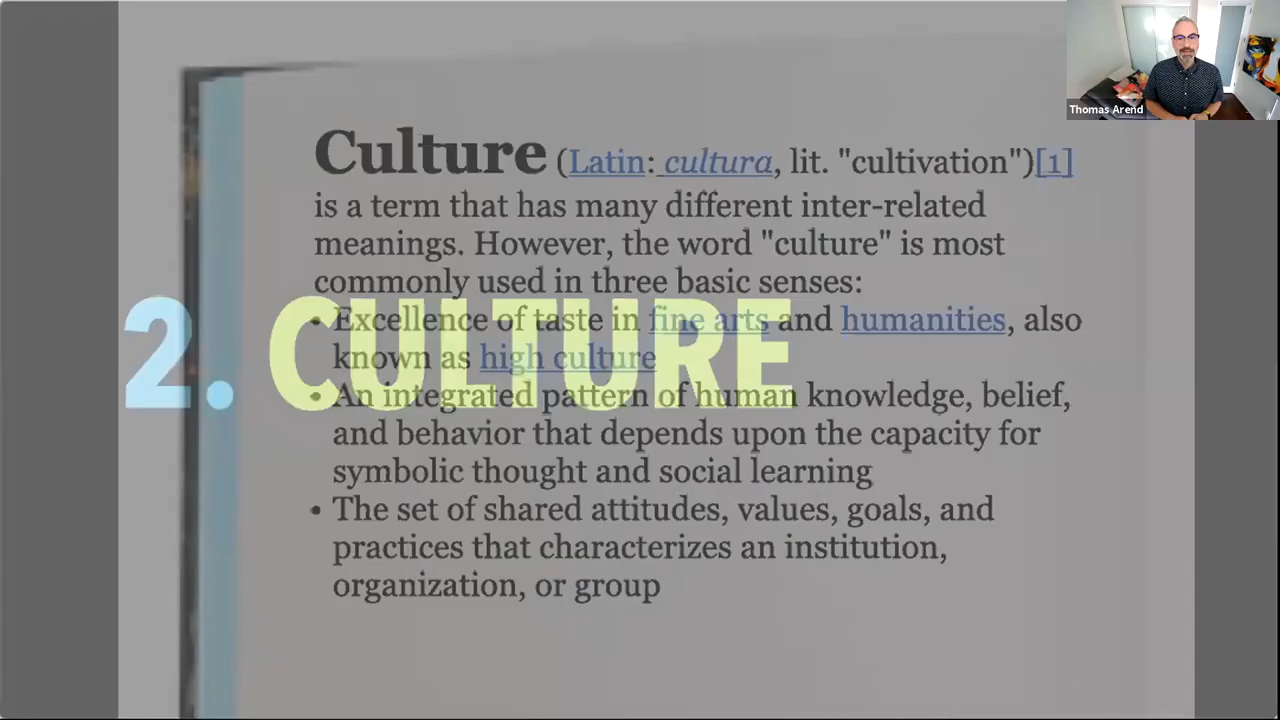 Thomas Arend
Culture (Latin: cultura, lit. "cultivation")[1]
is a term that has many different inter-related
meanings. However, the word "culture" is most
commonly used in three basic senses:
2. CULTURE
• Excellence of taste in fine arts and humanities, also
known as high culture
• An integrated pattern of human knowledge, belief,
and behavior that depends upon the capacity for
symbolic thought and social learning
• The set of shared attitudes, values, goals, and
practices that characterizes an institution,
organization, or group